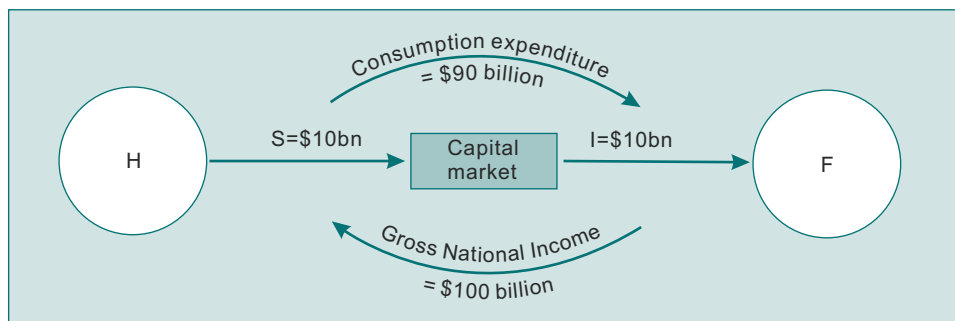 Consumption expenditure
= $90 billion
H
S=$10bn
Capital
market
I=$10bn
F
Gross National Income
= $100 billion